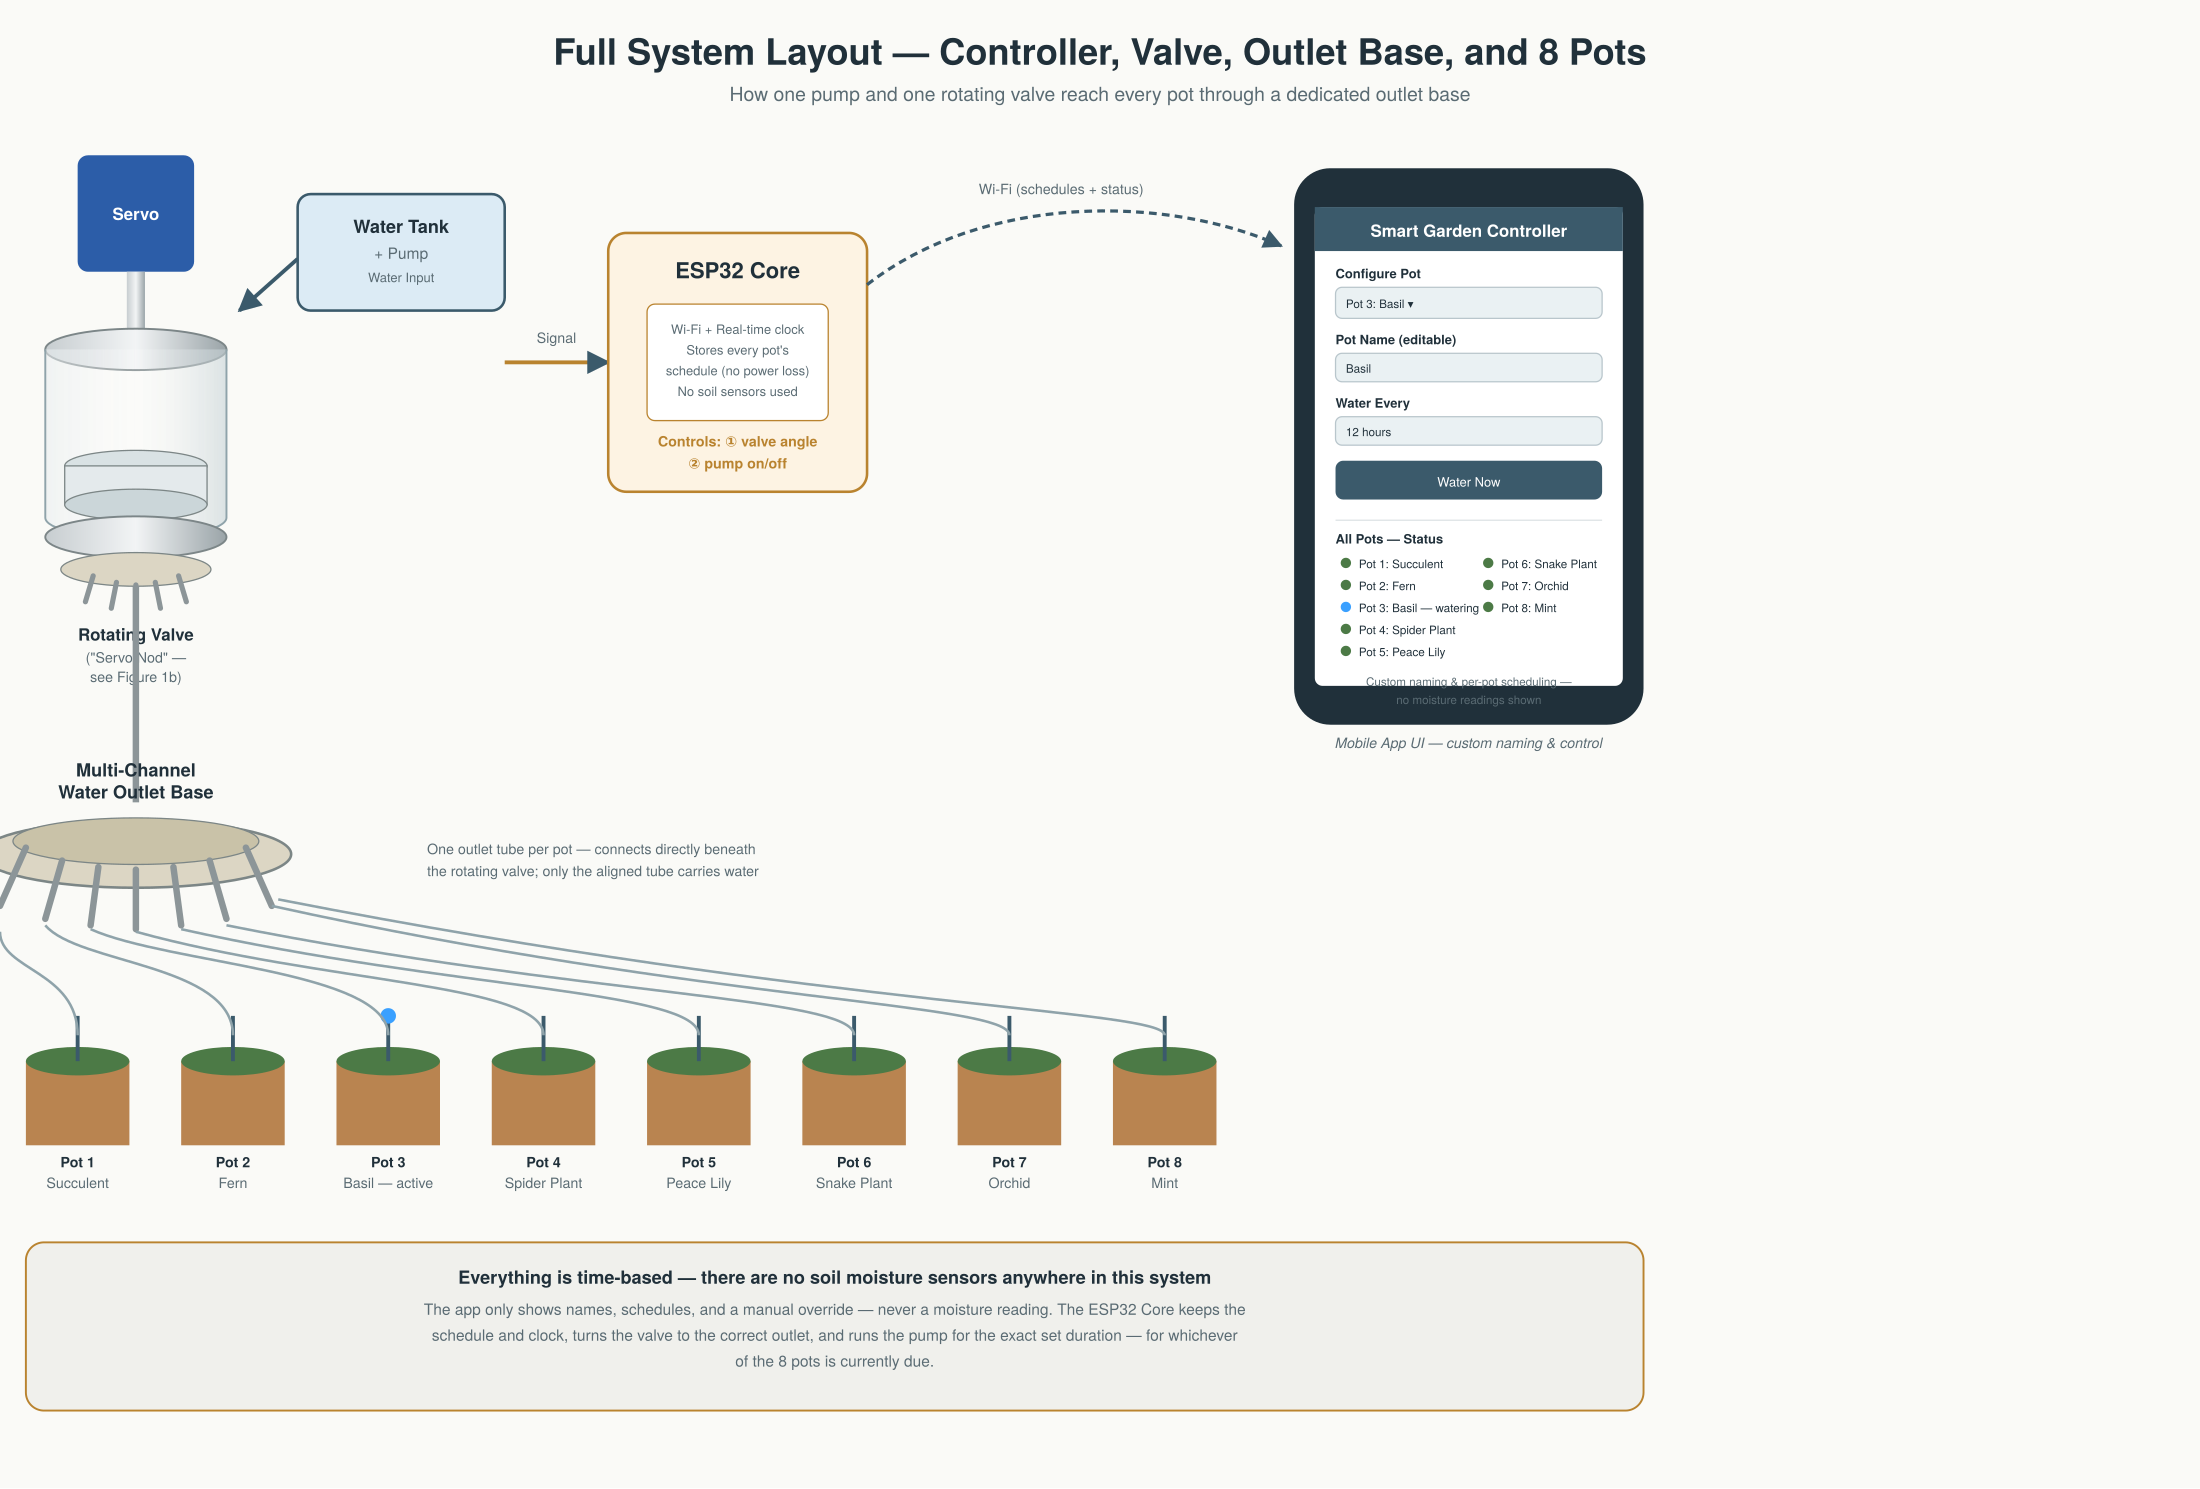 Full System Layout — Controller, Valve, Outlet Base, and 8 Pots
How one pump and one rotating valve reach every pot through a dedicated outlet base
Servo
Water Tank
+ Pump
Water Input
Signal
ESP32 Core
Wi-Fi + Real-time clock
Stores every pot's
schedule (no power loss)
No soil sensors used
Controls: ① valve angle
② pump on/off
Wi-Fi (schedules + status)
Smart Garden Controller
Configure Pot
Pot 3: Basil ▾
Pot Name (editable)
Basil
Water Every
12 hours
Water Now
All Pots — Status
Pot 1: Succulent
Pot 2: Fern
Pot 3: Basil — watering
Pot 4: Spider Plant
Pot 5: Peace Lily
Pot 6: Snake Plant
Pot 7: Orchid
Pot 8: Mint
Custom naming & per-pot scheduling —
no moisture readings shown
Mobile App UI — custom naming & control
Rotating Valve
("Servo Nod" —
see Figure 1b)
Multi-Channel
Water Outlet Base
One outlet tube per pot — connects directly beneath
the rotating valve; only the aligned tube carries water
Pot 1
Succulent
Pot 2
Fern
Pot 3
Basil — active
Pot 4
Spider Plant
Pot 5
Peace Lily
Pot 6
Snake Plant
Pot 7
Orchid
Pot 8
Mint
Everything is time-based — there are no soil moisture sensors anywhere in this system
The app only shows names, schedules, and a manual override — never a moisture reading. The ESP32 Core keeps the
schedule and clock, turns the valve to the correct outlet, and runs the pump for the exact set duration — for whichever
of the 8 pots is currently due.